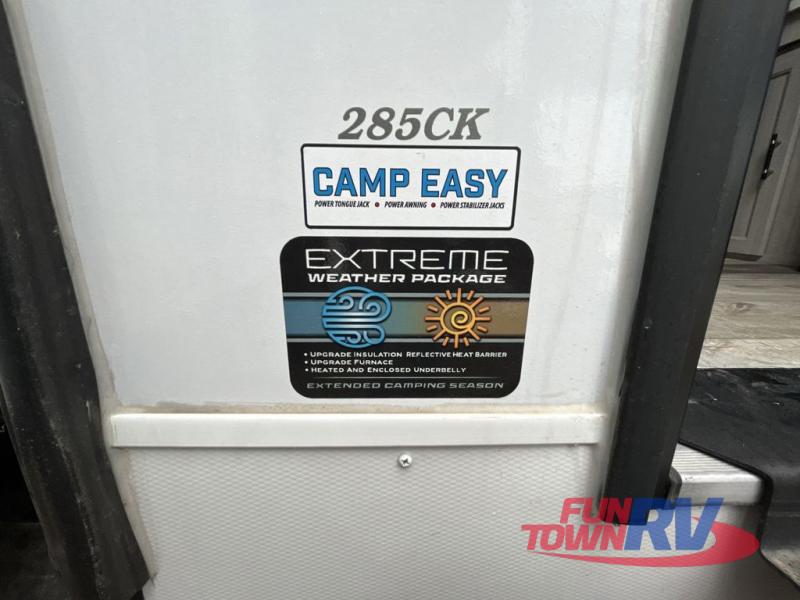 285CK
CAMP EASY
POWER TONGUE JACK • POWER AWNING • POWER STABILIZER JACKS
EXTREME
WEATHER PACKAGE
• UPGRADE INSULATION REFLECTIVE HEAT BARRIER
• UPGRADE FURNACE
• HEATED AND ENCLOSED UNDERBELLY
EXTENDED CAMPING SEASON
FUN
TOWN RV